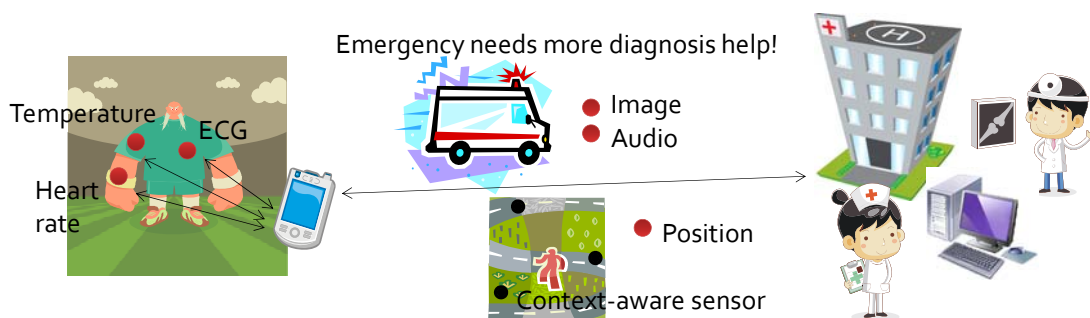 Emergency needs more diagnosis help!
Temperature
ECG
Heart
rate
Image
Audio
Position
Context-aware sensor
H